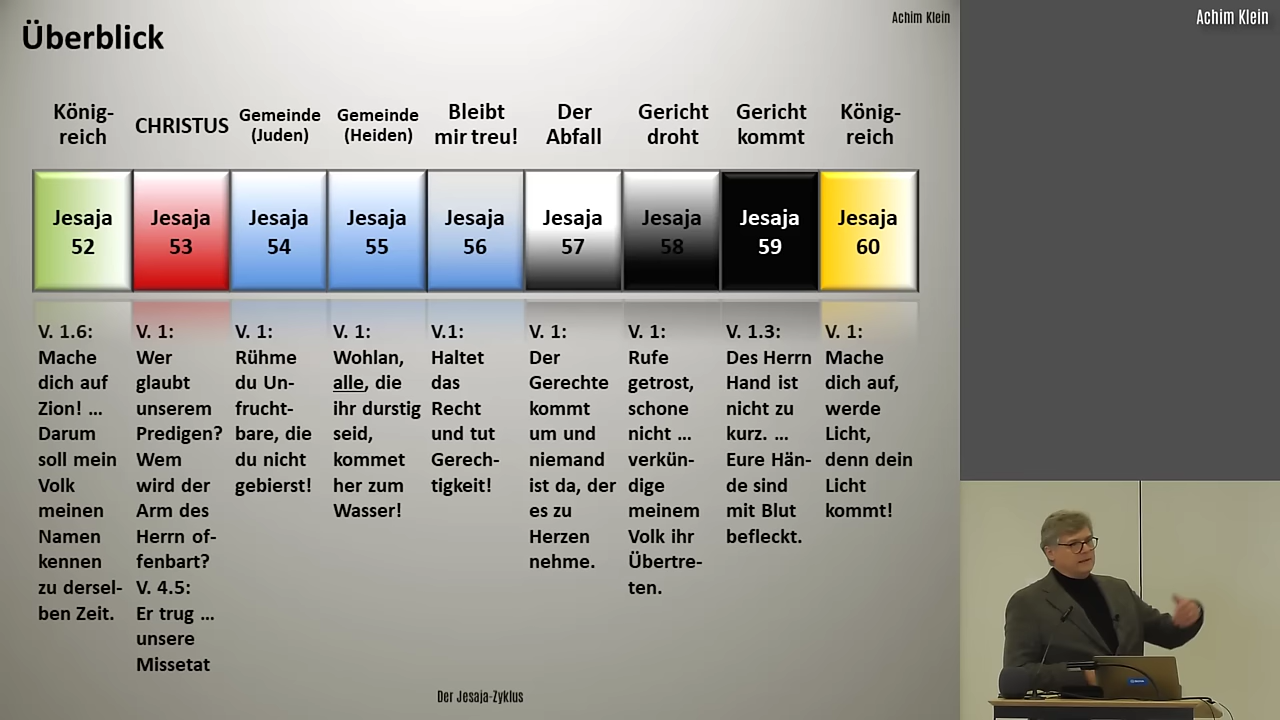 Überblick
Achim Klein
Achim Klein
König-
reich
CHRISTUS
Gemeinde
(Juden)
Gemeinde
(Heiden)
Bleibt
mir treu!
Der
Abfall
Gericht
droht
Gericht
kommt
König-
reich
Jesaja
52
Jesaja
53
Jesaja
54
Jesaja
55
Jesaja
56
Jesaja
57
Jesaja
58
Jesaja
59
Jesaja
60
V. 1.6:
Mache
dich auf
Zion! ...
Darum
soll mein
Volk
meinen
Namen
kennen
zu dersel-
ben Zeit.
V. 1:
Wer
glaubt
unserem
Predigen?
Wem
wird der
Arm des
Herrn of-
fenbart?
V. 4.5:
Er trug ...
unsere
Missetat
V. 1:
Rühme
du Un-
frucht-
bare, die
du nicht
gebierst!
V. 1:
Wohlan,
alle, die
ihr durstig
seid,
kommet
her zum
Wasser!
V.1:
Haltet
das
Recht
und tut
Gerech-
tigkeit!
V. 1:
Der
Gerechte
kommt
um und
niemand
ist da, der
es zu
Herzen
nehme.
V. 1:
Rufe
getrost,
schone
nicht ...
verkün-
dige
meinem
Volk ihr
Übertre-
ten.
V. 1.3:
Des Herrn
Hand ist
nicht zu
kurz. ...
Eure Hän-
de sind
mit Blut
befleckt.
V. 1:
Mache
dich auf,
werde
Licht,
denn dein
Licht
kommt!
Der Jesaja-Zyklus